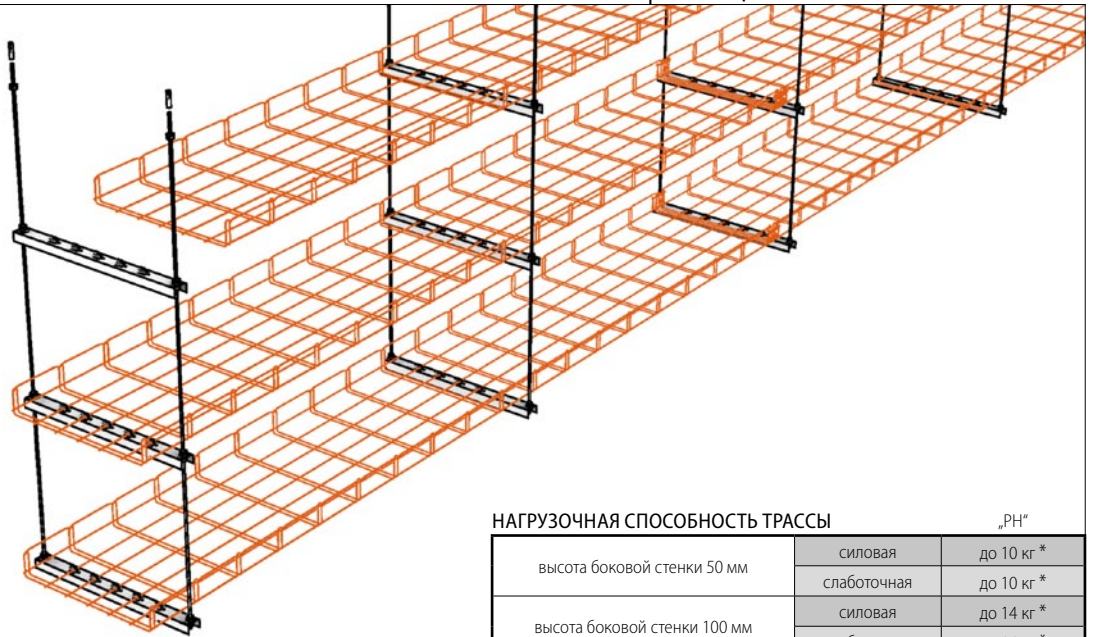 НАГРУЗОЧНАЯ СПОСОБНОСТЬ ТРАССЫ „PH“
высота боковой стенки 50 мм силовая до 10 кг *
слаботочная до 10 кг *
высота боковой стенки 100 мм силовая до 14 кг *